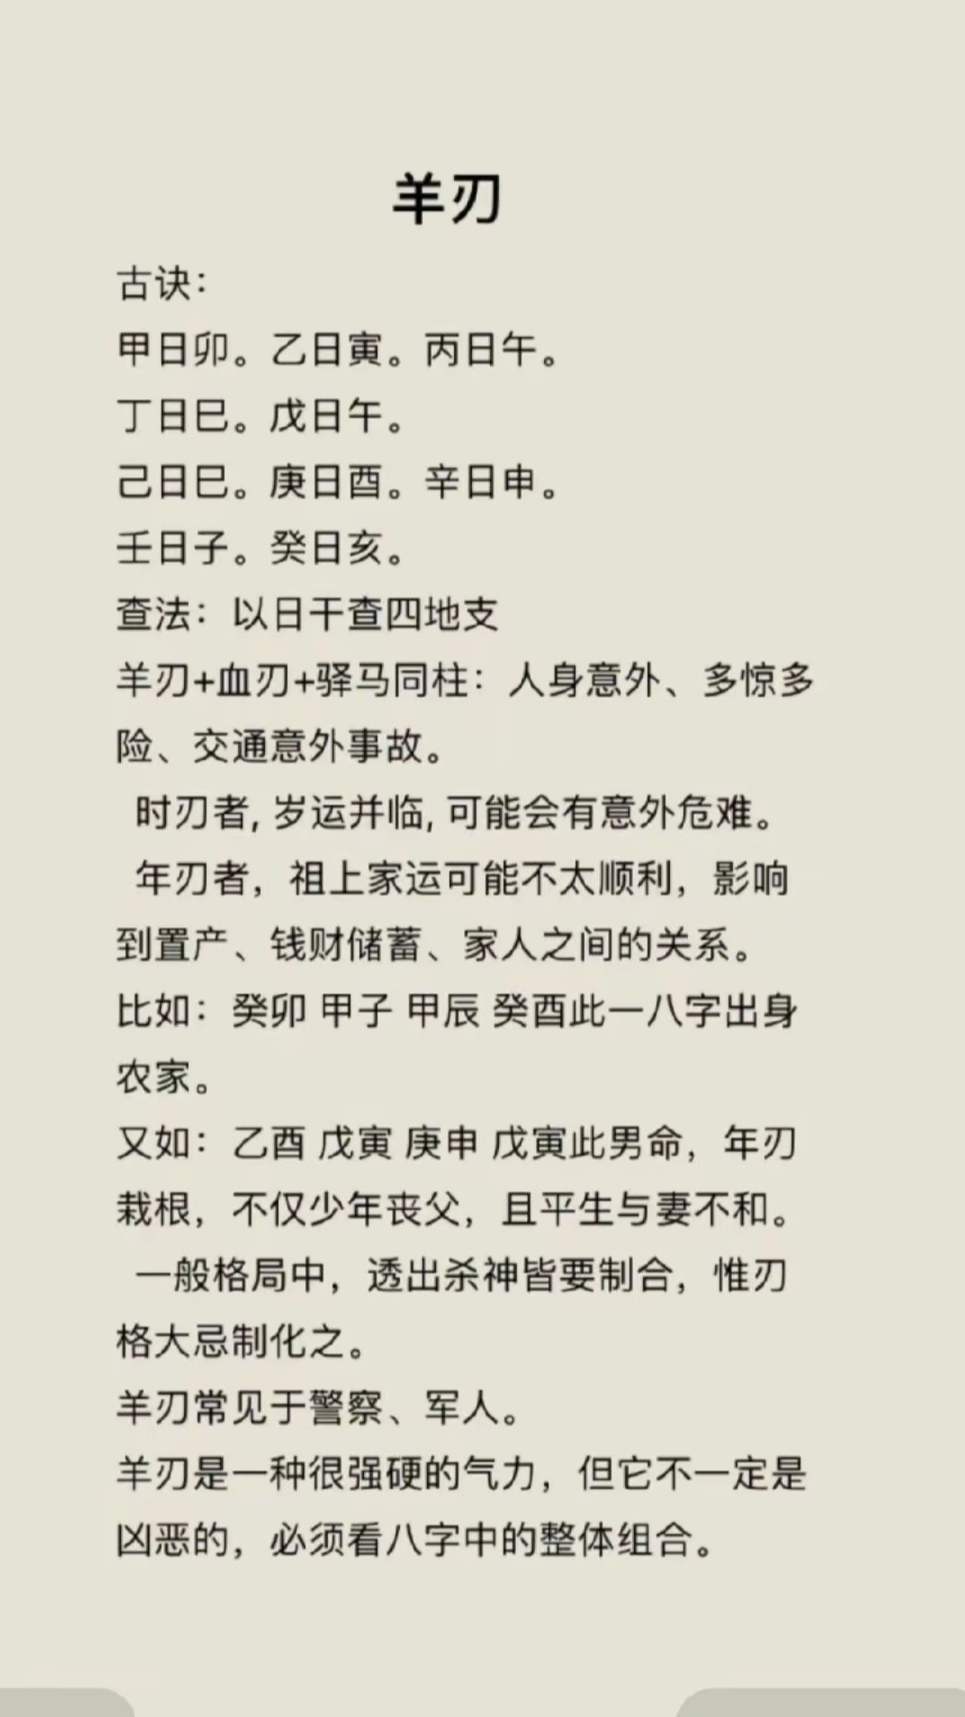 羊刃
古诀：
甲日卯。乙日寅。丙日午。
丁日巳。戊日午。
己日巳。庚日酉。辛日申。
壬日子。癸日亥。
查法：以日干查四地支
羊刃+血刃+驿马同柱：人身意外、多惊多
险、交通意外事故。
时刃者, 岁运并临, 可能会有意外危难。
年刃者，祖上家运可能不太顺利，影响
到置产、钱财储蓄、家人之间的关系。
比如：癸卯 甲子 甲辰 癸酉此一八字出身
农家。
又如：乙酉 戊寅 庚申 戊寅此男命，年刃
栽根，不仅少年丧父，且平生与妻不和。
一般格局中，透出杀神皆要制合，惟刃
格大忌制化之。
羊刃常见于警察、军人。
羊刃是一种很强硬的气力，但它不一定是
凶恶的，必须看八字中的整体组合。